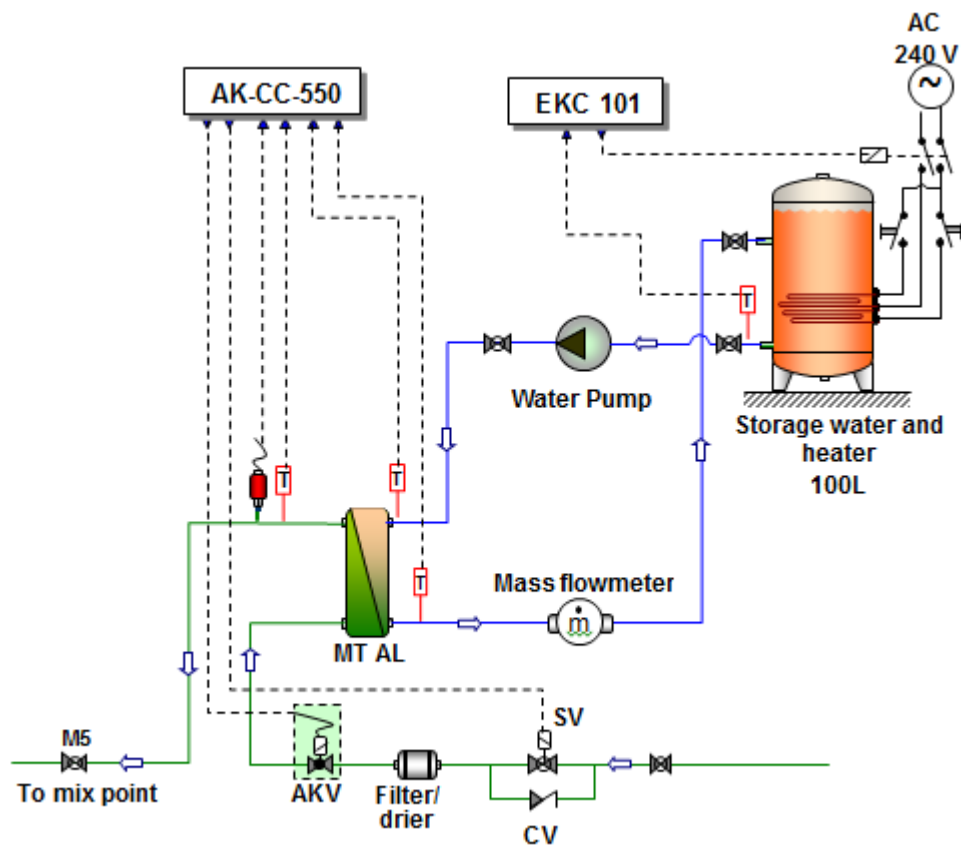 AC
240 V
~
AK-CC-550
EKC 101
T
Water Pump
Storage water and
heater
100L
T
T
T
Mass flowmeter
ṁ
MT AL
M5
SV
To mix point
AKV
Filter/
drier
CV